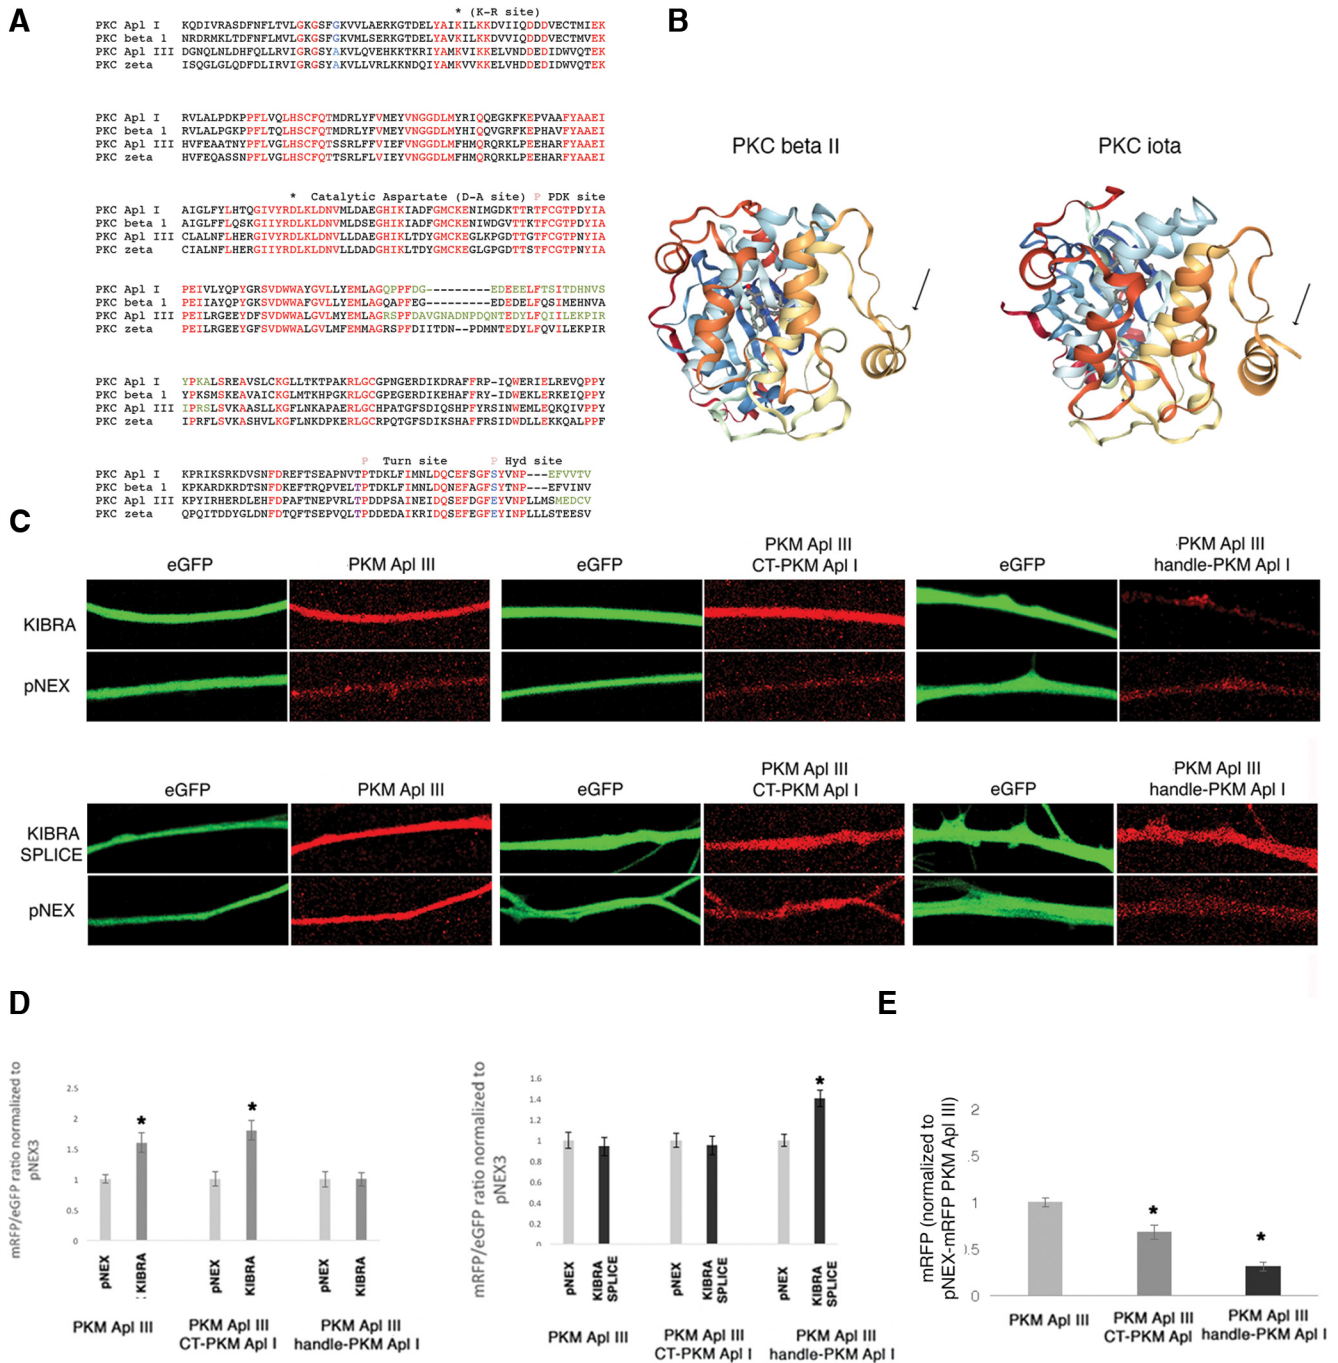 A
* (K-R site)
PKC Apl I KQDIVRASDFNFLTVLGKGSFGKVVLAERKGTDELYAIKILKKDVIIQDDDVECTMIEK
PKC beta 1 NRDRMKLTDFNFLMVLGKGSFGKVMLSERKGTDELYAVKILKKDVVIQDDDVECTMVEK
PKC Apl III DGNQLNLDHFQLLRVIGRGSYAKVLQVEHKKTKRIYAMKVIKKELVNDDEDIDWVQTEK
PKC zeta ISQGLGLQDFDLIRVIGRGSYAKVLLVRLKKNDQIYAMKVVKKELVHDDEDIDWVQTEK
PKC Apl I RVLALPDKPPFLVQLHSCFQTMDRLYFVMEYVNGGDLMYRIQQEGKFKEPVAAFYAAEI
PKC beta 1 RVLALPGKPPFLTQLHSCFQTMDRLYFVMEYVNGGDLMYHIQQVGRFKEPHAVFYAAEI
PKC Apl III HVFEAATNYPFLVGLHSCFQTSSRLFFVIEYVNGGDLMFHMQRQRKLPEEHARFYAAEI
PKC zeta HVFEQASSNPFLVGLHSCFQTTSRLFLVIEYVNGGDLMFHMQRQRKLPEEHARFYAAEI
* Catalytic Aspartate (D-A site) P PDK site
PKC Apl I AIGLFYLHTQGIVYRDLKLDNVMLDAEGHIKIADFGMCKENIMGDKTTRTFCGTPDYIA
PKC beta 1 AIGLFFLQSKGIIYRDLKLDNVMLDSEGHIKIADFGMCKENIWDGVTTKTFCGTPDYIA
PKC Apl III CLALNFLHERGIIYRDLKLDNVLLDAEGHIKLTDYGMCKEGLKPGDTTGTFCGTPNYIA
PKC zeta CIALNFLHERGIIYRDLKLDNVLLDADGHIKLTDYGMCKEGLGPGDTTSTFCGTPNYIA
PKC Apl I PEIVLYQPYGRSVDWWAYGVLLYEMLAGQPPFDG---------EDEEELFTSITDHNVS
PKC beta 1 PEIIAYQPYGKSVDWWAFGVLLYEMLAGQAPFEG---------EDEDELFQSIMEHNVA
PKC Apl III PEILRGEEYDFSVDWWALGVLLYEMLAGRSPFDAVGNADNPDQNTEDYLFQIILEKPIR
PKC zeta PEILRGEEYGFSVDWWALGVLMFEMMAGRSPFDIITDN--PDMNTEDYLFQVILEKPIR
PKC Apl I YPKALSREAVSLCKGLLTKTPAKRLGCGPNGERDIKDRAFFRP-IQWERIELREVQPPY
PKC beta 1 YPKSMSKEAVAICKGLMTKHPGKRLGCGPEGERDIKEHAFFRY-IDWEKLERKEIQPPY
PKC Apl III IPRSLSVKAASLLKGFLNKAPAERLGCHPATGFSDIQSHPFYRSINWEMLEQKQIVPPY
PKC zeta IPRFLSVKASHVLKGFLNKDPKERLGCRPQTGFSDIKSHAFFRSIDWDLLEKKQALPPF
P Turn site P Hyd site
PKC Apl I KPRIKSRKDVSNFDREFTSEAPNVTPTDKLFIMNLDQCEFSGFSYVNP---EFVVTV
PKC beta 1 KPKARDKRDTSNFDKEFTRQPVELTPTDKLFIMNLDQNEFAGFSYTNP---EFVINV
PKC Apl III KPYIRHERDLEHFDPAFTNEPVQLTPDDPSAINEIDQSEFDGFEYVNPLLMSMEDCV
PKC zeta QPQITDDYGLDNFDTQFTSEPVQLTPDDEDAIKRIDQSEFEGFEYINPLLLSTEESV
B
PKC beta II
PKC iota
C
eGFP
PKM Apl III
eGFP
PKM Apl III
CT-PKM Apl I
eGFP
PKM Apl III
handle-PKM Apl I
KIBRA
pNEX
eGFP
PKM Apl III
eGFP
PKM Apl III
CT-PKM Apl I
eGFP
PKM Apl III
handle-PKM Apl I
KIBRA
SPLICE
pNEX
D
mRFP/eGFP ratio normalized to
pNEX3
2.5
2
1.5
1
0.5
0
*
*
pNEX
KIBRA
pNEX
KIBRA
pNEX
KIBRA
PKM Apl III
PKM Apl III
CT-PKM Apl I
PKM Apl III
handle-PKM Apl I
mRFP/eGFP ratio normalized to
pNEX3
1.6
1.4
1.2
1
0.8
0.6
0.4
0.2
0
*
pNEX
KIBRA
SPLICE
pNEX
KIBRA
SPLICE
pNEX
KIBRA
SPLICE
PKM Apl III
PKM Apl III
CT-PKM Apl I
PKM Apl III
handle-PKM Apl I
E
mRFP (normalized to
pNEX-mRFP PKM Apl III)
2
.5
1
.5
0
*
*
PKM Apl III
PKM Apl III
CT-PKM Apl
PKM Apl III
handle-PKM Apl I